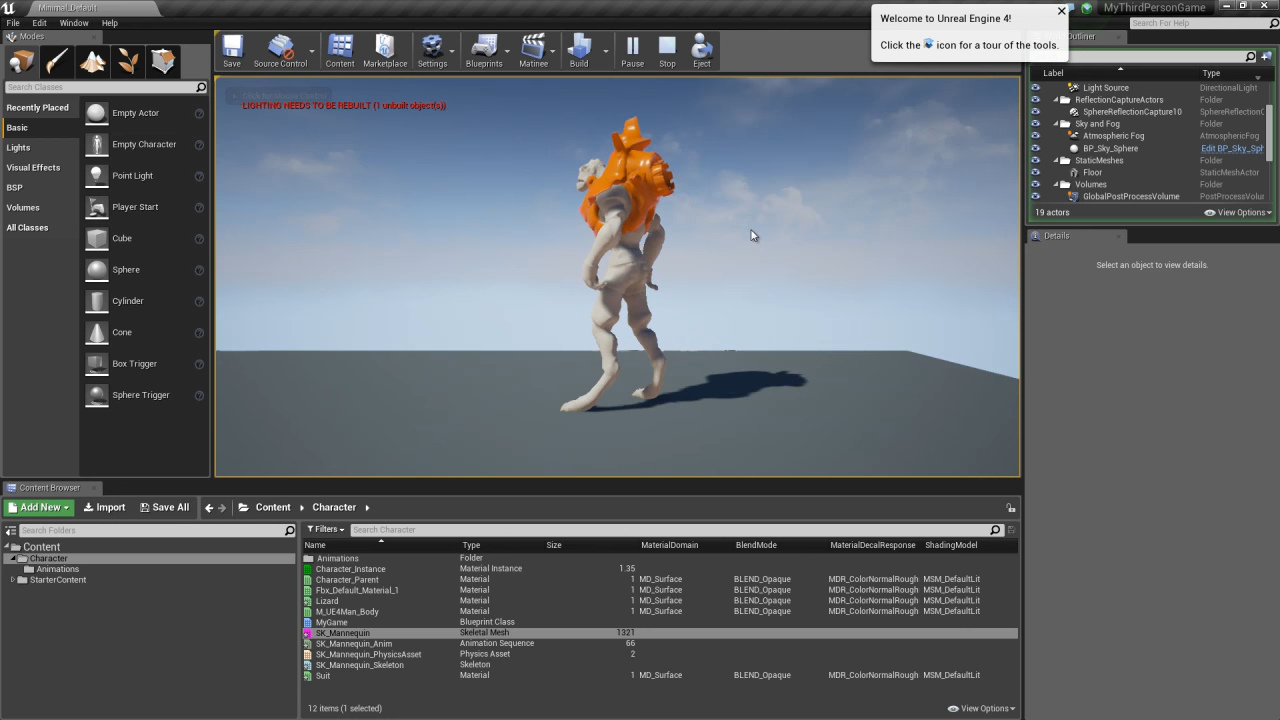 Minimal_Default
MyThirdPersonGame
File Edit Window Help
Search For Help
Welcome to Unreal Engine 4!
Click the icon for a tour of the tools.
Modes
Search Classes
Recently Placed
Basic
Lights
Visual Effects
BSP
Volumes
All Classes
Empty Actor
Empty Character
Point Light
Player Start
Cube
Sphere
Cylinder
Cone
Box Trigger
Sphere Trigger
Save Source Control Content Marketplace Settings Blueprints Matinee Build Pause Stop Eject
LIGHTING NEEDS TO BE REBUILT (1 unbuilt object(s))
Label Type
Light Source DirectionalLight
ReflectionCaptureActors Folder
SphereReflectionCapture10 SphereReflectionC
Sky and Fog Folder
Atmospheric Fog AtmosphericFog
BP_Sky_Sphere Edit BP_Sky_Sph
StaticMeshes Folder
Floor StaticMeshActor
Volumes Folder
GlobalPostProcessVolume PostProcessVolu
19 actors View Options
Details
Select an object to view details.
Content Browser
Add New Import Save All Content Character
Search Folders
Content
Character
Animations
StarterContent
Filters Search Character
Name Type Size MaterialDomain BlendMode MaterialDecalResponse ShadingModel
Animations Folder
Character_Instance Material Instance 1.35
Character_Parent Material 1 MD_Surface BLEND_Opaque MDR_ColorNormalRough MSM_DefaultLit
Fbx_Default_Material_1 Material 1 MD_Surface BLEND_Opaque MDR_ColorNormalRough MSM_DefaultLit
Lizard Material 1 MD_Surface BLEND_Opaque MDR_ColorNormalRough MSM_DefaultLit
M_UE4Man_Body Material 1 MD_Surface BLEND_Opaque MDR_ColorNormalRough MSM_DefaultLit
MyGame Blueprint Class
SK_Mannequin Skeletal Mesh 1321
SK_Mannequin_Anim Animation Sequence 66
SK_Mannequin_PhysicsAsset Physics Asset 2
SK_Mannequin_Skeleton Skeleton
Suit Material 1 MD_Surface BLEND_Opaque MDR_ColorNormalRough MSM_DefaultLit
12 items (1 selected) View Options